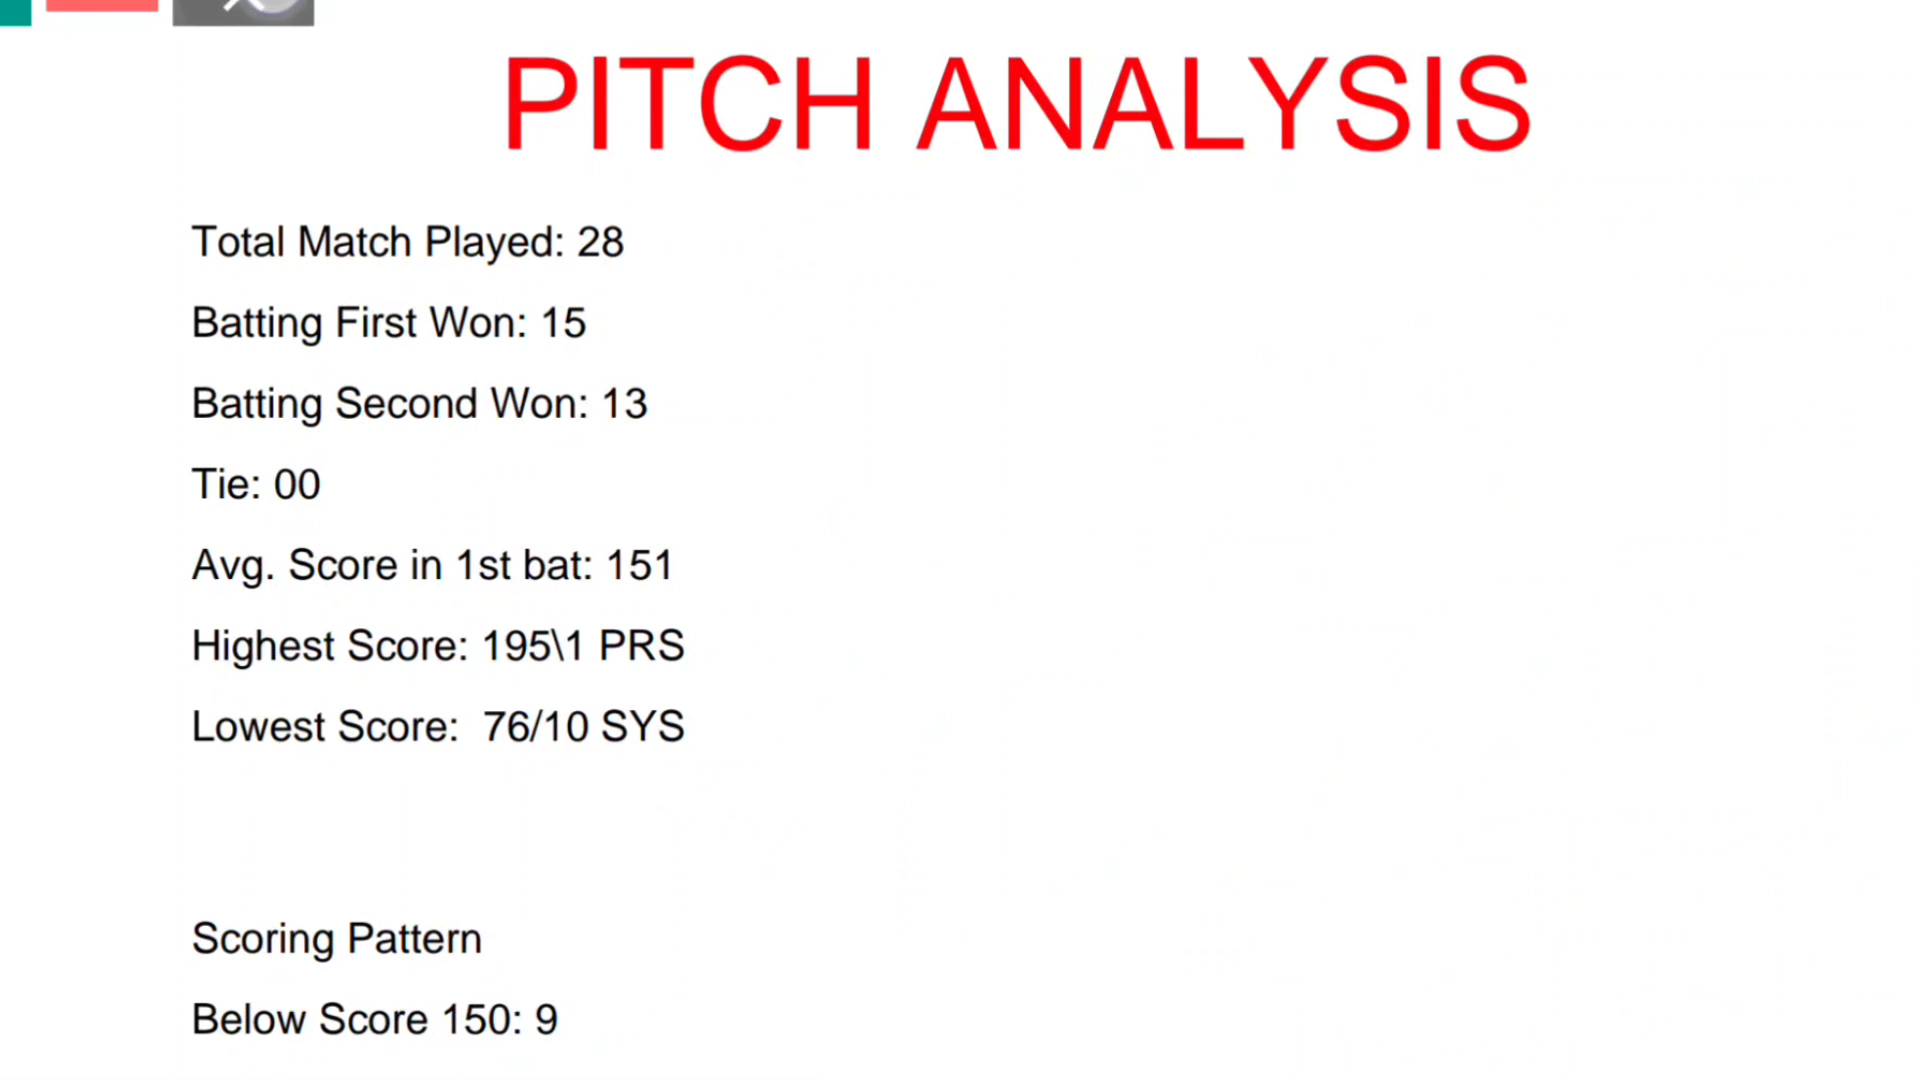 PITCH ANALYSIS
Total Match Played: 28
Batting First Won: 15
Batting Second Won: 13
Tie: 00
Avg. Score in 1st bat: 151
Highest Score: 195\1 PRS
Lowest Score:  76/10 SYS
Scoring Pattern
Below Score 150: 9